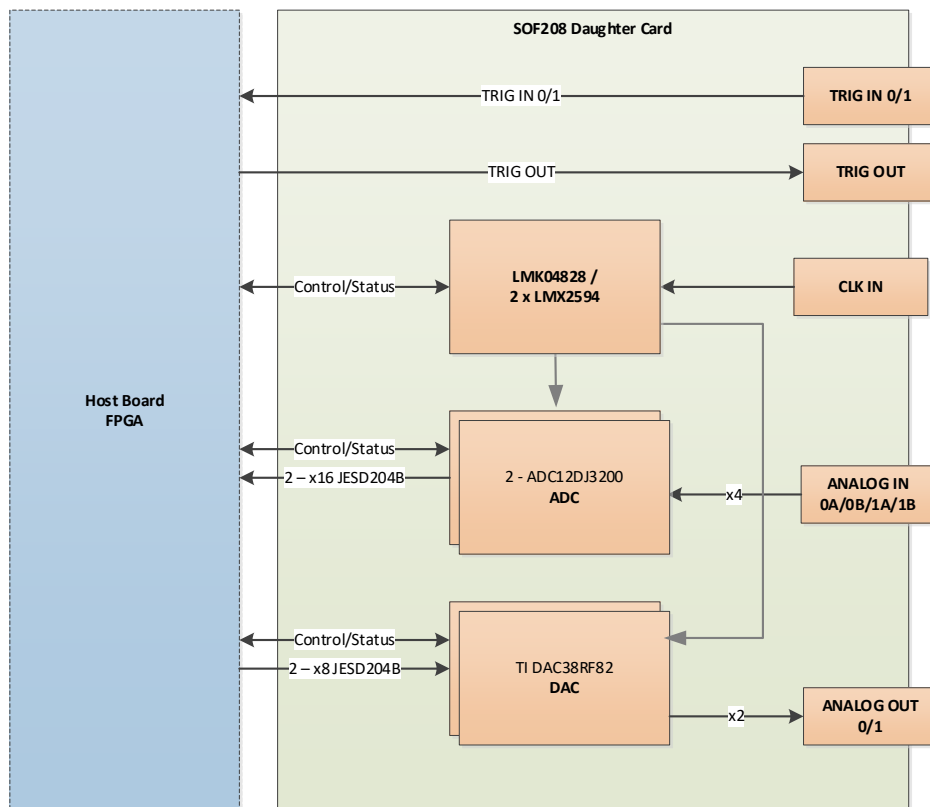 SOF208 Daughter Card
TRIG IN 0/1
TRIG IN 0/1
TRIG OUT
TRIG OUT
LMK04828 /
2 x LMX2594
Control/Status
CLK IN
Host Board
FPGA
Control/Status
2 – x16 JESD204B
2 - ADC12DJ3200
ADC
x4
ANALOG IN
0A/0B/1A/1B
Control/Status
2 – x8 JESD204B
TI DAC38RF82
DAC
x2
ANALOG OUT
0/1